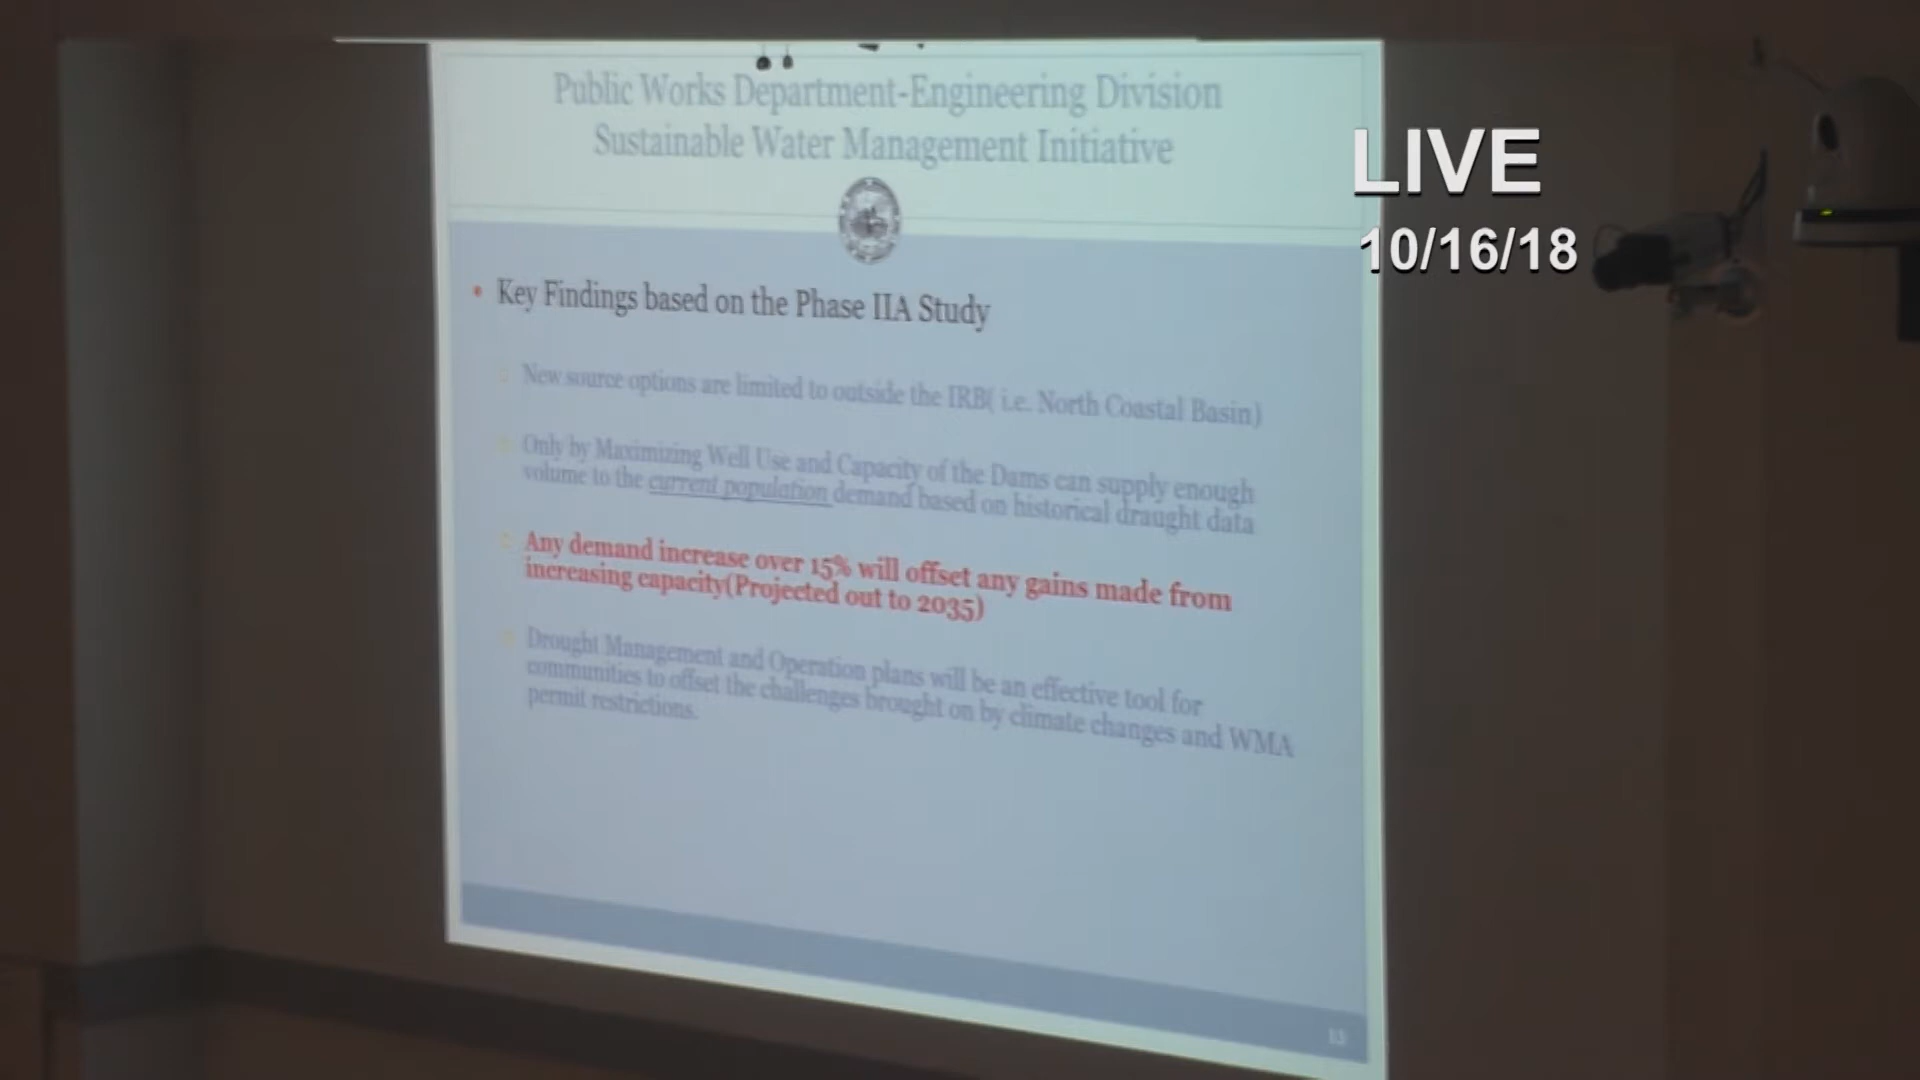 Public Works Department-Engineering Division
Sustainable Water Management Initiative
LIVE
10/16/18
• Key Findings based on the Phase IIA Study
New source options are limited to outside the IRB( i.e. North Coastal Basin)
Only by Maximizing Well Use and Capacity of the Dams can supply enough
volume to the current population demand based on historical draught data
Any demand increase over 15% will offset any gains made from
increasing capacity(Projected out to 2035)
Drought Management and Operation plans will be an effective tool for
communities to offset the challenges brought on by climate changes and WMA
permit restrictions.